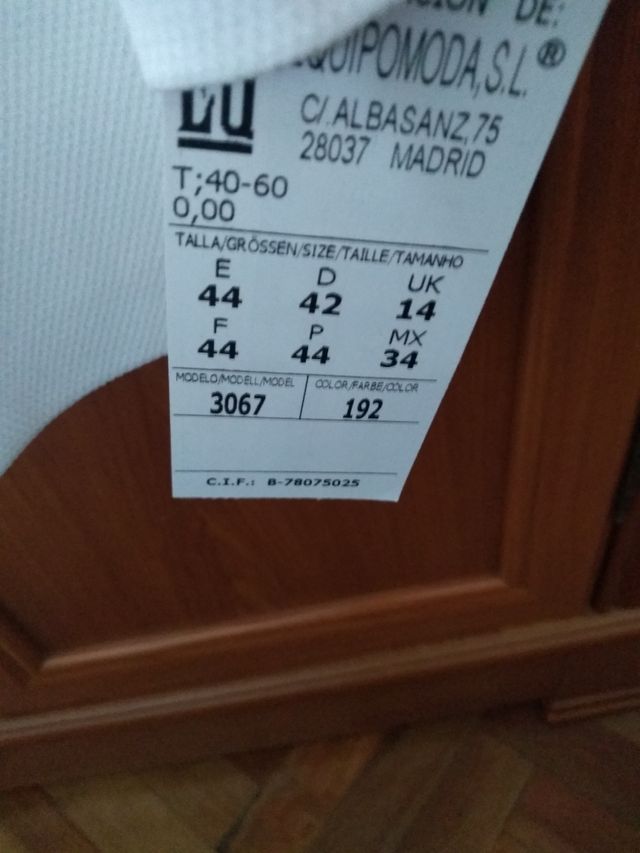 DE:
EQUIPOMODA,S.L.®
C/.ALBASANZ,75
28037 MADRID
T;40-60
0,00
TALLA/GRÖSSEN/SIZE/TAILLE/TAMANHO
E D UK
44 42 14
F P MX
44 44 34
MODELO/MODELL/MODEL COLOR/FARBE/COLOR
3067 192
C.I.F.: B-78075025